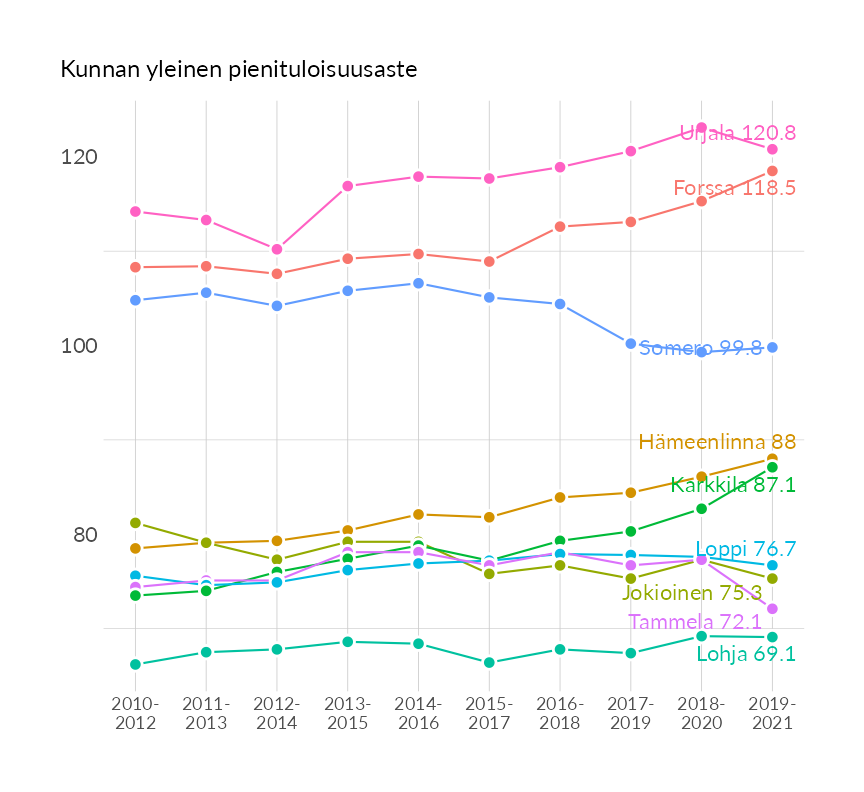 Kunnan yleinen pienituloisuusaste
120
100
80
Urjala 120.8
Forssa 118.5
Somero 99.8
Hämeenlinna 88
Karkkila 87.1
Loppi 76.7
Jokioinen 75.3
Tammela 72.1
Lohja 69.1
2010- 2011- 2012- 2013- 2014- 2015- 2016- 2017- 2018- 2019-
2012 2013 2014 2015 2016 2017 2018 2019 2020 2021